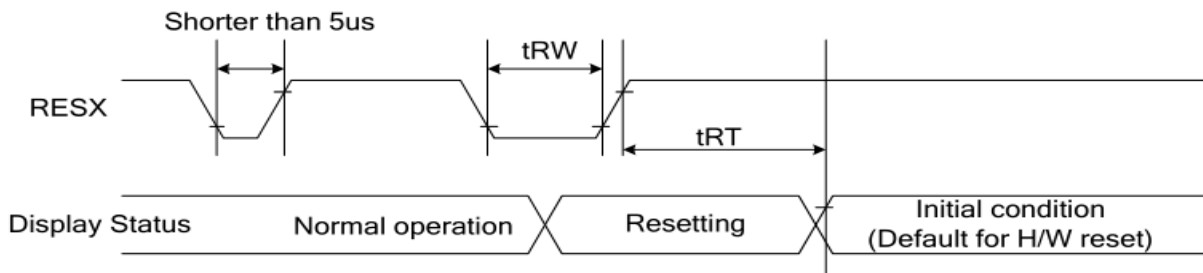 Shorter than 5us
tRW
RESX
tRT
Display Status
Normal operation
Resetting
Initial condition
(Default for H/W reset)